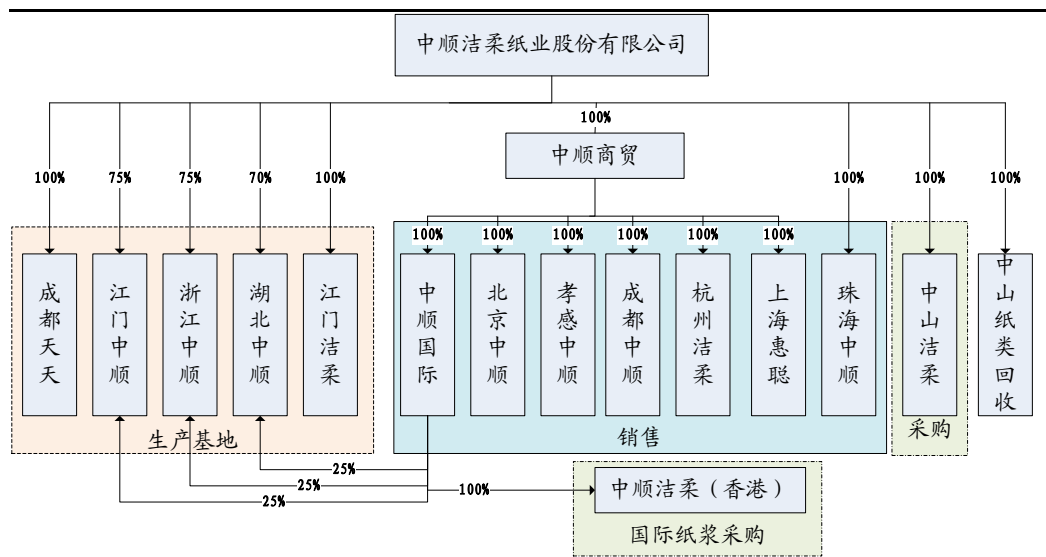 中顺洁柔纸业股份有限公司
100%
中顺商贸
100%
75%
75%
70%
100%
100%
100%
100%
100%
100%
100%
100%
100%
100%
100%
成都天天
江门中顺
浙江中顺
湖北中顺
江门洁柔
中顺国际
北京中顺
孝感中顺
成都中顺
杭州洁柔
上海惠聪
珠海中顺
中山洁柔
中山纸类回收
生产基地
销售
采购
25%
25%
25%
100%
中顺洁柔（香港）
国际纸浆采购